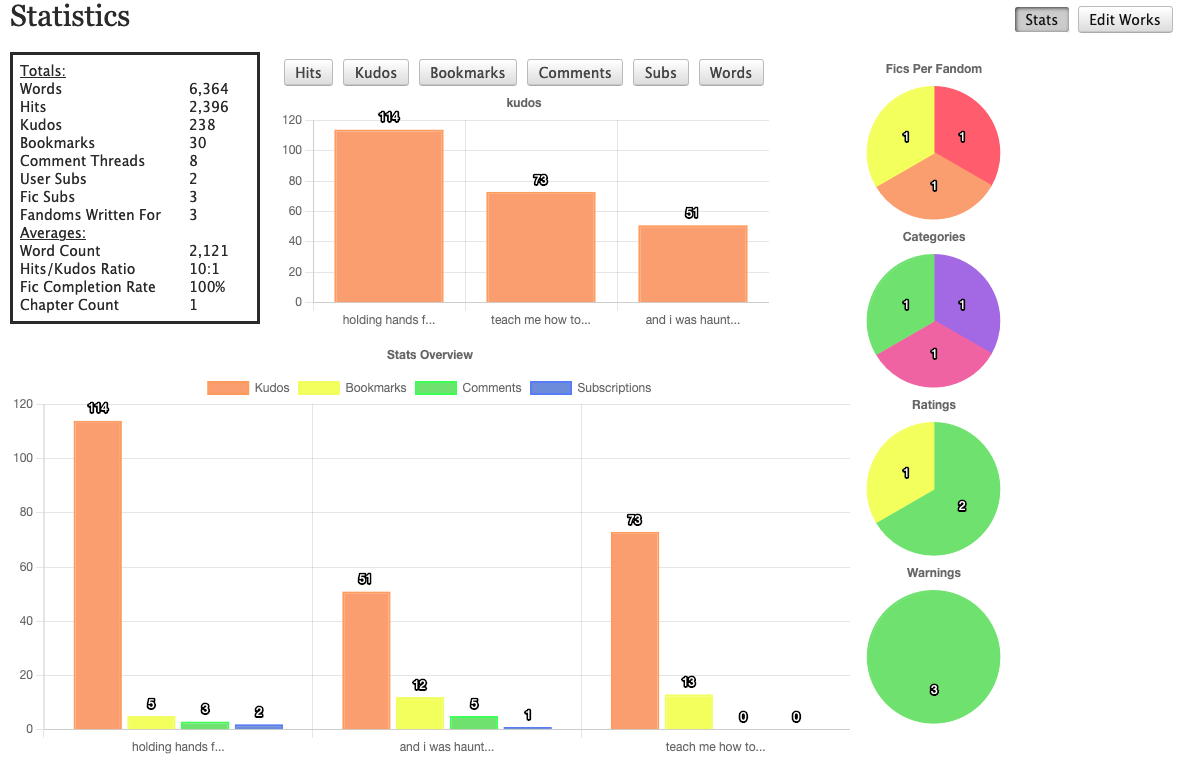 Statistics
Stats Edit Works
Totals:
Words 6,364
Hits 2,396
Kudos 238
Bookmarks 30
Comment Threads 8
User Subs 2
Fic Subs 3
Fandoms Written For 3
Averages:
Word Count 2,121
Hits/Kudos Ratio 10:1
Fic Completion Rate 100%
Chapter Count 1
Hits Kudos Bookmarks Comments Subs Words
kudos
120
100
80
60
40
20
0
114
73
51
holding hands f... teach me how to... and i was haunt...
Stats Overview
Kudos Bookmarks Comments Subscriptions
120
100
80
60
40
20
0
114
5
3
2
51
12
5
1
73
13
0
0
holding hands f... and i was haunt... teach me how to...
Fics Per Fandom
1 1
1
Categories
1 1
1
Ratings
1
2
Warnings
3